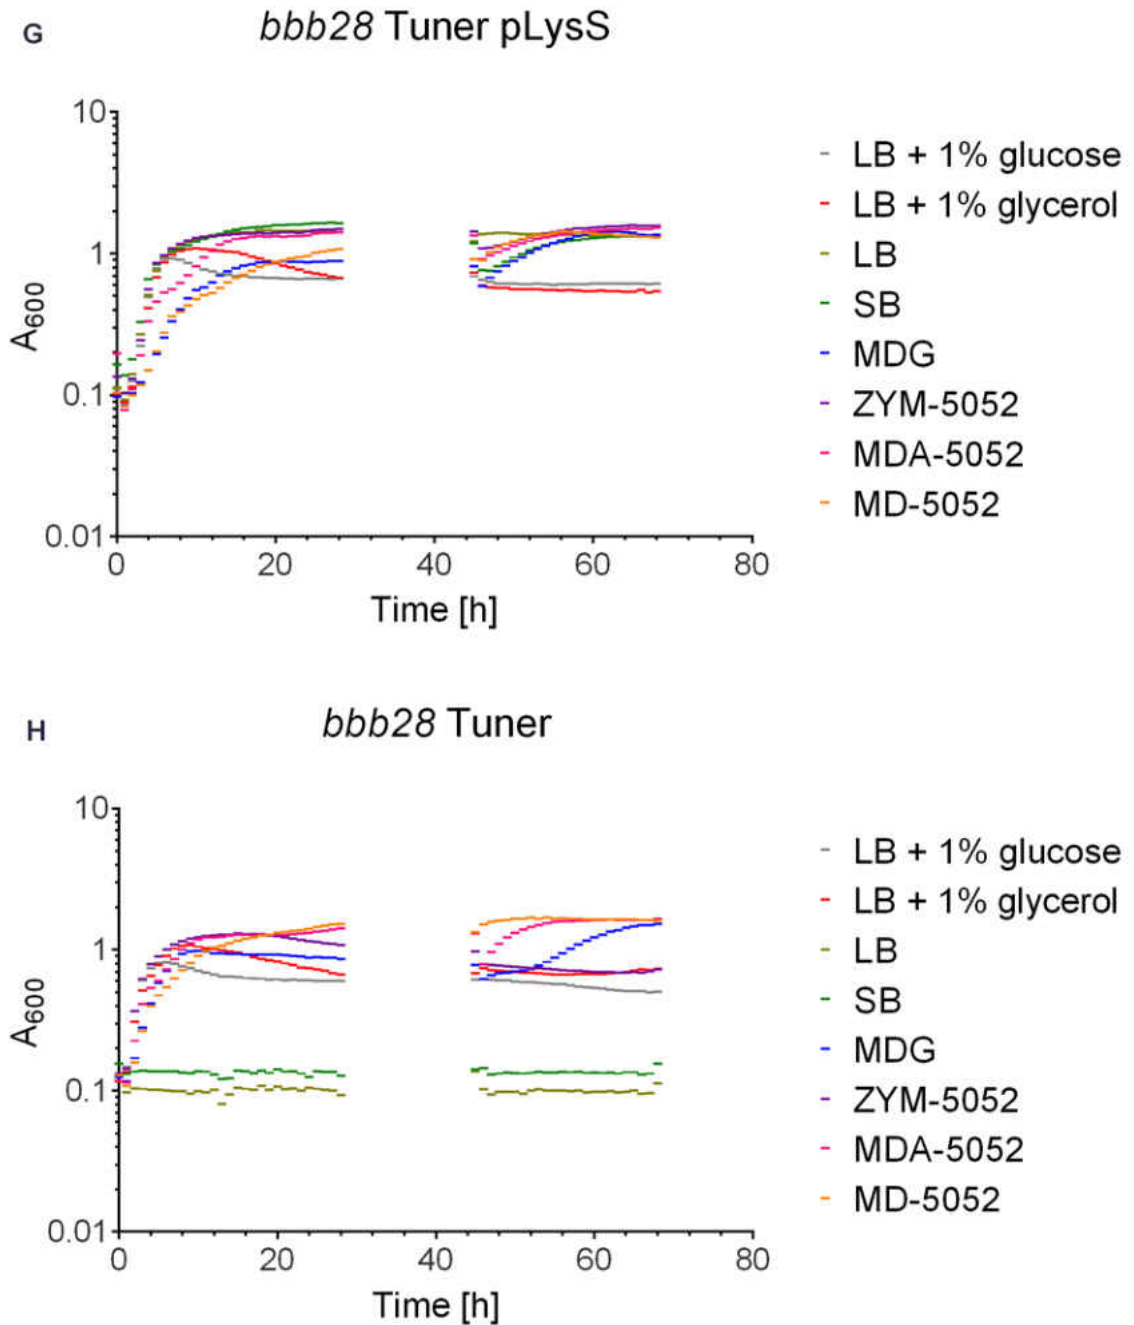 G
bbb28 Tuner pLysS
10
1
0.1
0.01
A600
0 20 40 60 80
Time [h]
LB + 1% glucose
LB + 1% glycerol
LB
SB
MDG
ZYM-5052
MDA-5052
MD-5052
H
bbb28 Tuner
10
1
0.1
0.01
A600
0 20 40 60 80
Time [h]
LB + 1% glucose
LB + 1% glycerol
LB
SB
MDG
ZYM-5052
MDA-5052
MD-5052